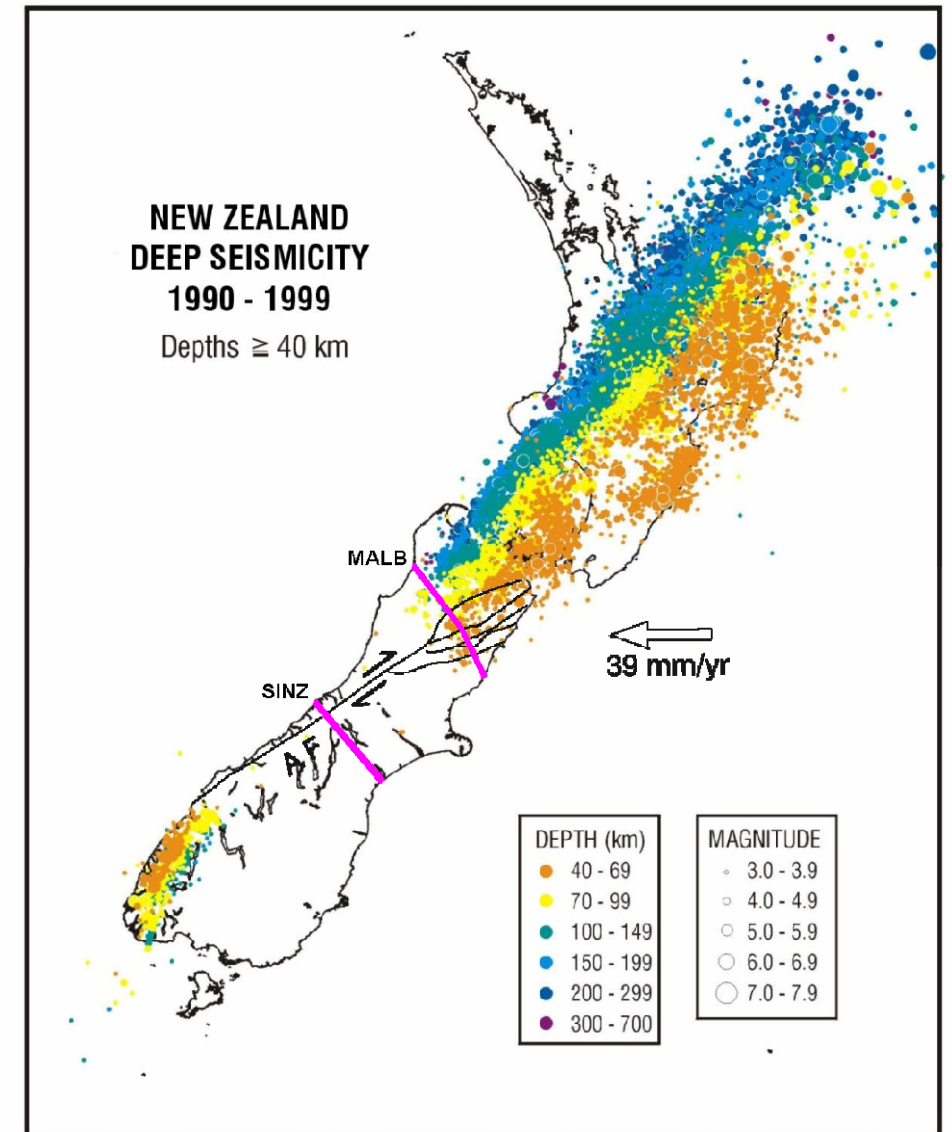 NEW ZEALAND
DEEP SEISMICITY
1990 - 1999
Depths ≧ 40 km
MALB
39 mm/yr
SINZ
AF
DEPTH (km)
40 - 69
70 - 99
100 - 149
150 - 199
200 - 299
300 - 700
MAGNITUDE
3.0 - 3.9
4.0 - 4.9
5.0 - 5.9
6.0 - 6.9
7.0 - 7.9